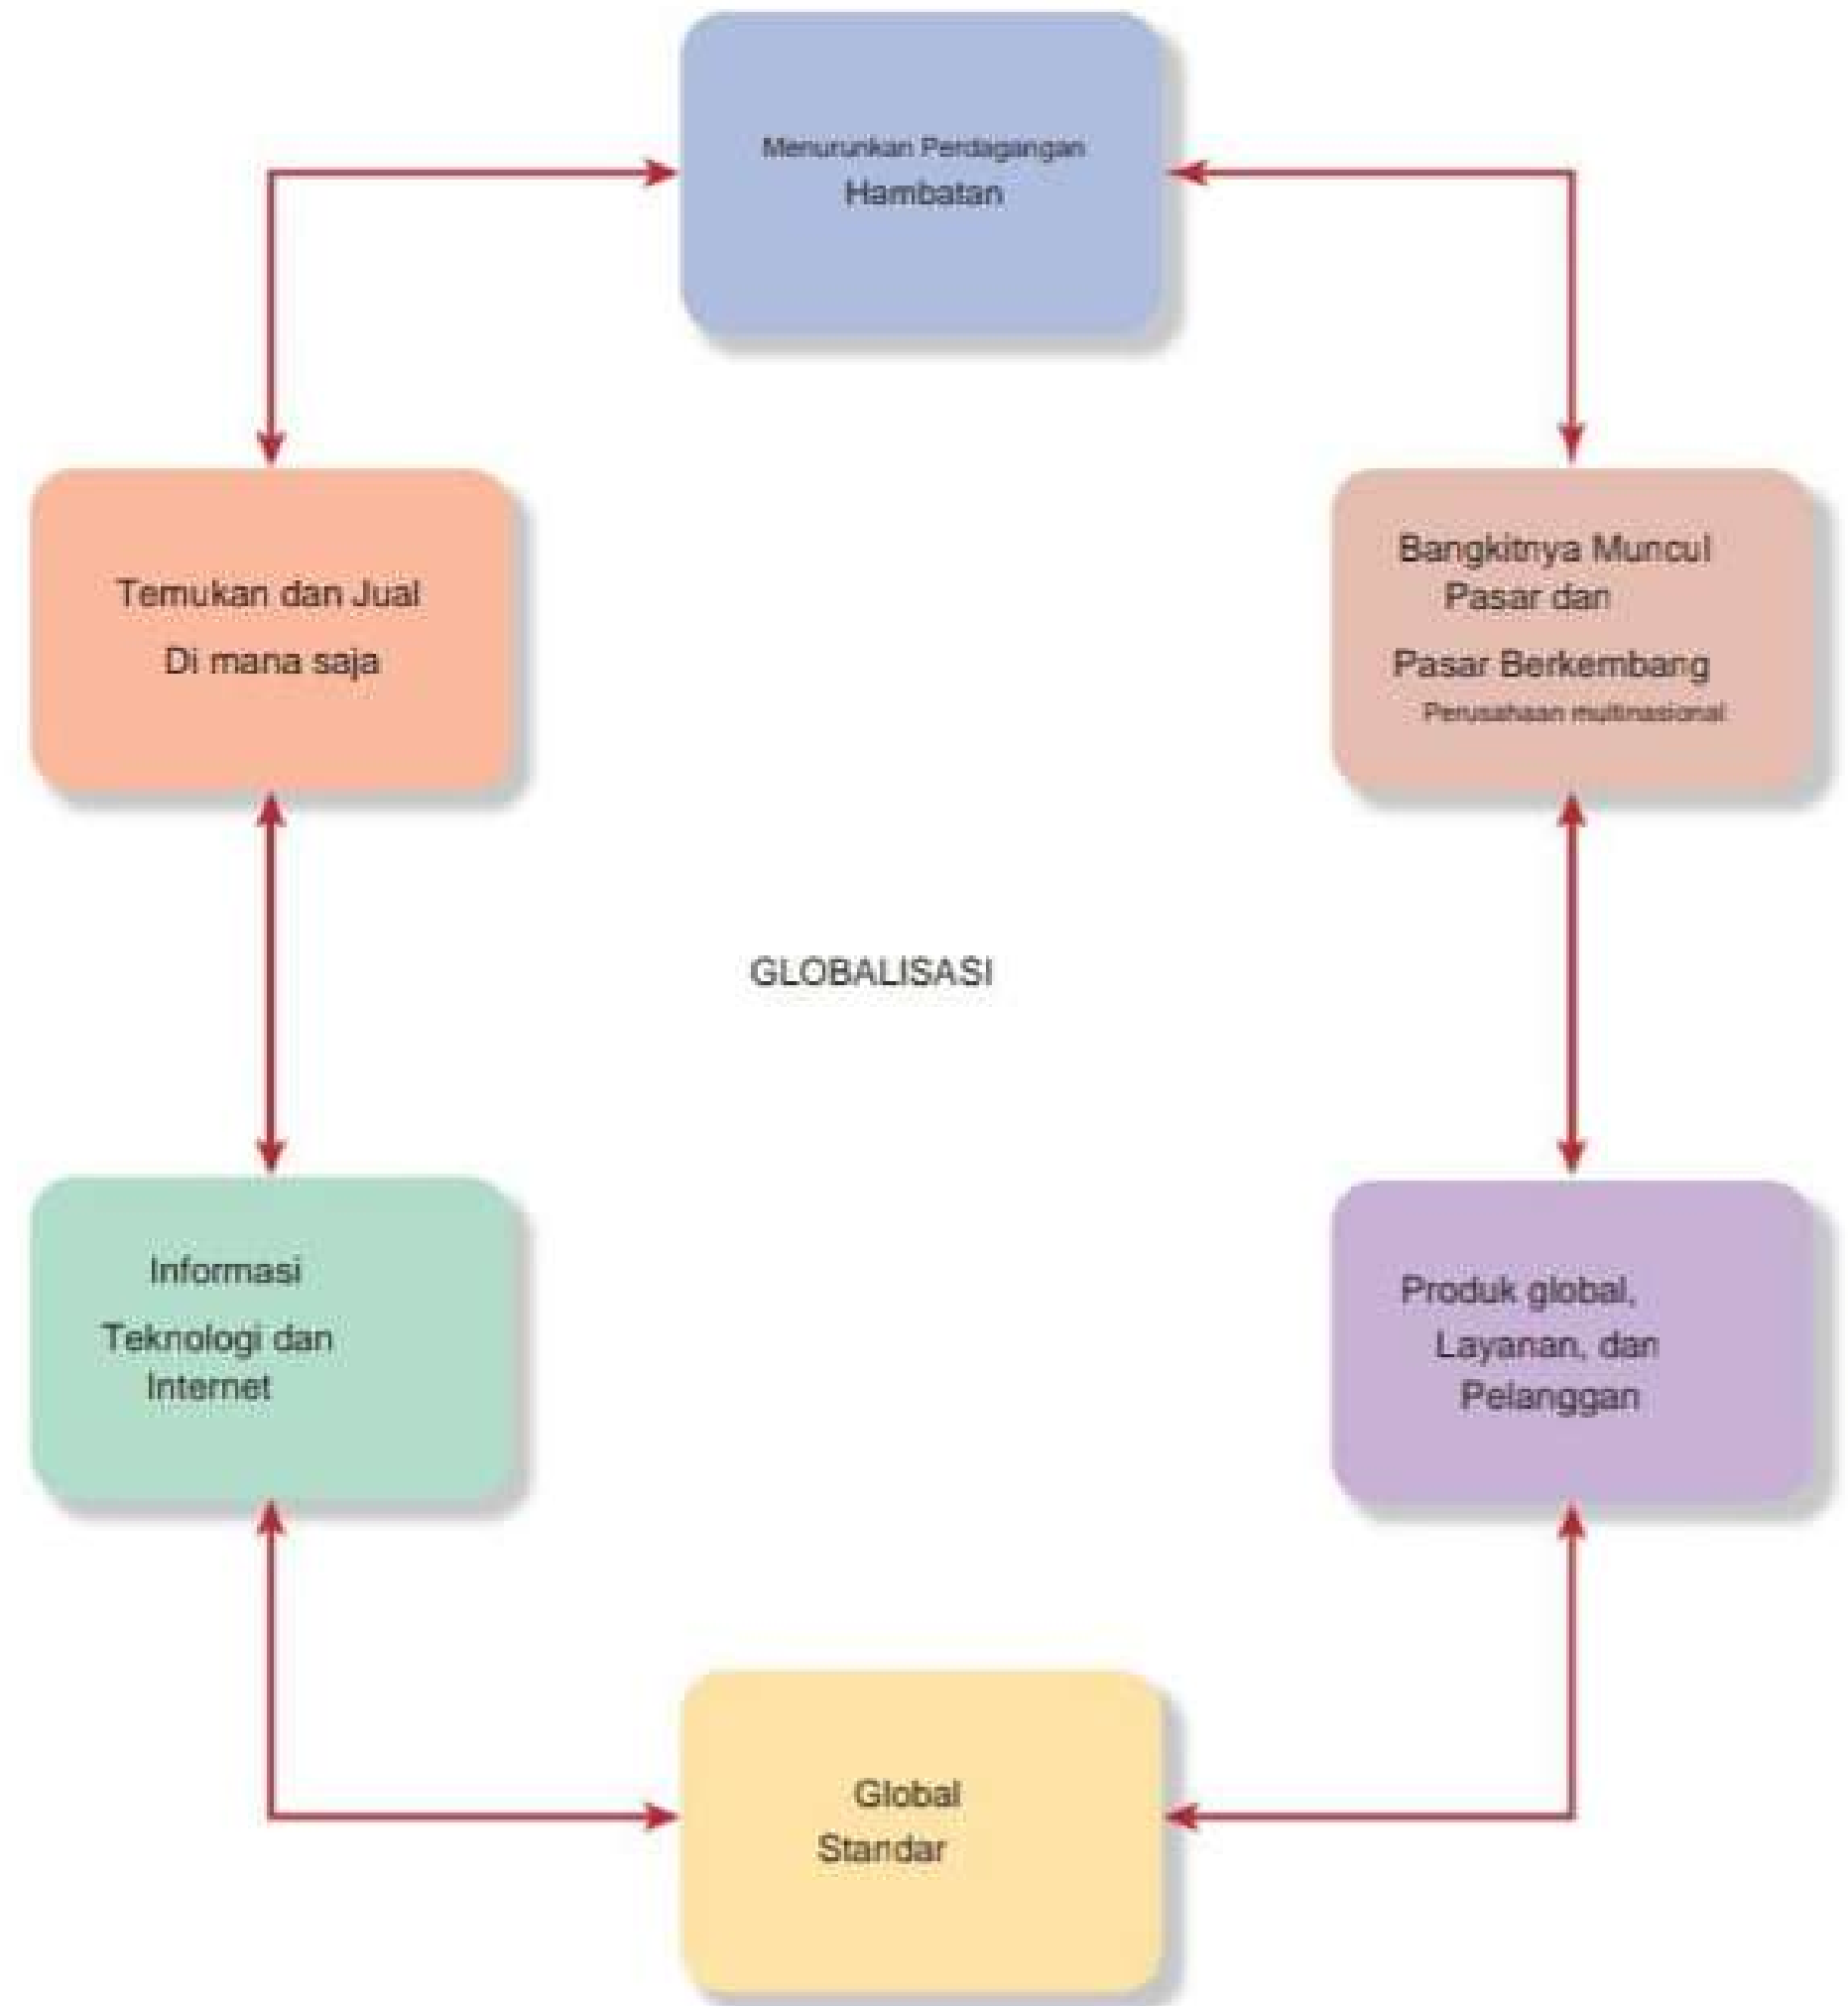 Menurunkan Perdagangan
Hambatan
Temukan dan Jual
Di mana saja
Bangkitnya Muncul
Pasar dan
Pasar Berkembang
Perusahaan multinasional
GLOBALISASI
Informasi
Teknologi dan
Internet
Produk global,
Layanan, dan
Pelanggan
Global
Standar